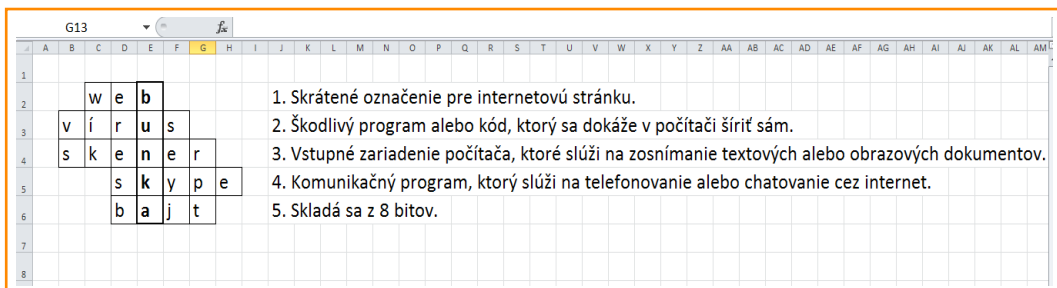 G13 fx
A B C D E F G H I J K L M N O P Q R S T U V W X Y Z AA AB AC AD AE AF AG AH AI AJ AK AL AM
1
2 w e b 1. Skrátené označenie pre internetovú stránku.
3 v í r u s 2. Škodlivý program alebo kód, ktorý sa dokáže v počítači šíriť sám.
4 s k e n e r 3. Vstupné zariadenie počítača, ktoré slúži na zosnímanie textových alebo obrazových dokumentov.
5 s k y p e 4. Komunikačný program, ktorý slúži na telefonovanie alebo chatovanie cez internet.
6 b a j t 5. Skladá sa z 8 bitov.
7
8